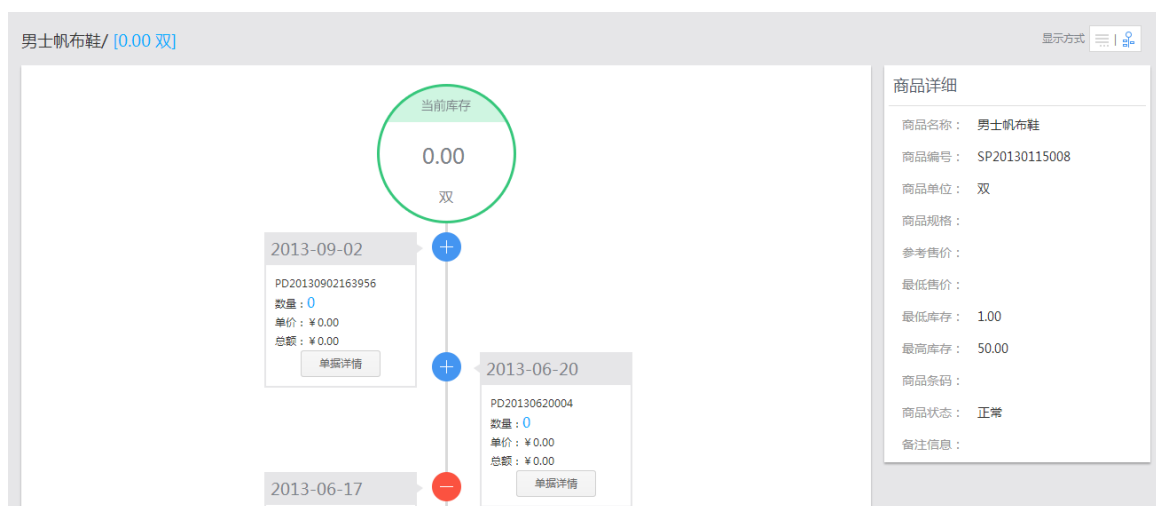 男士帆布鞋/ [0.00 双]
显示方式
当前库存
0.00
双
2013-09-02
PD20130902163956
数量：0
单价：￥0.00
总额：￥0.00
单据详情
2013-06-20
PD20130620004
数量：0
单价：￥0.00
总额：￥0.00
单据详情
2013-06-17
商品详细
商品名称： 男士帆布鞋
商品编号： SP20130115008
商品单位： 双
商品规格：
参考售价：
最低售价：
最低库存： 1.00
最高库存： 50.00
商品条码：
商品状态： 正常
备注信息：